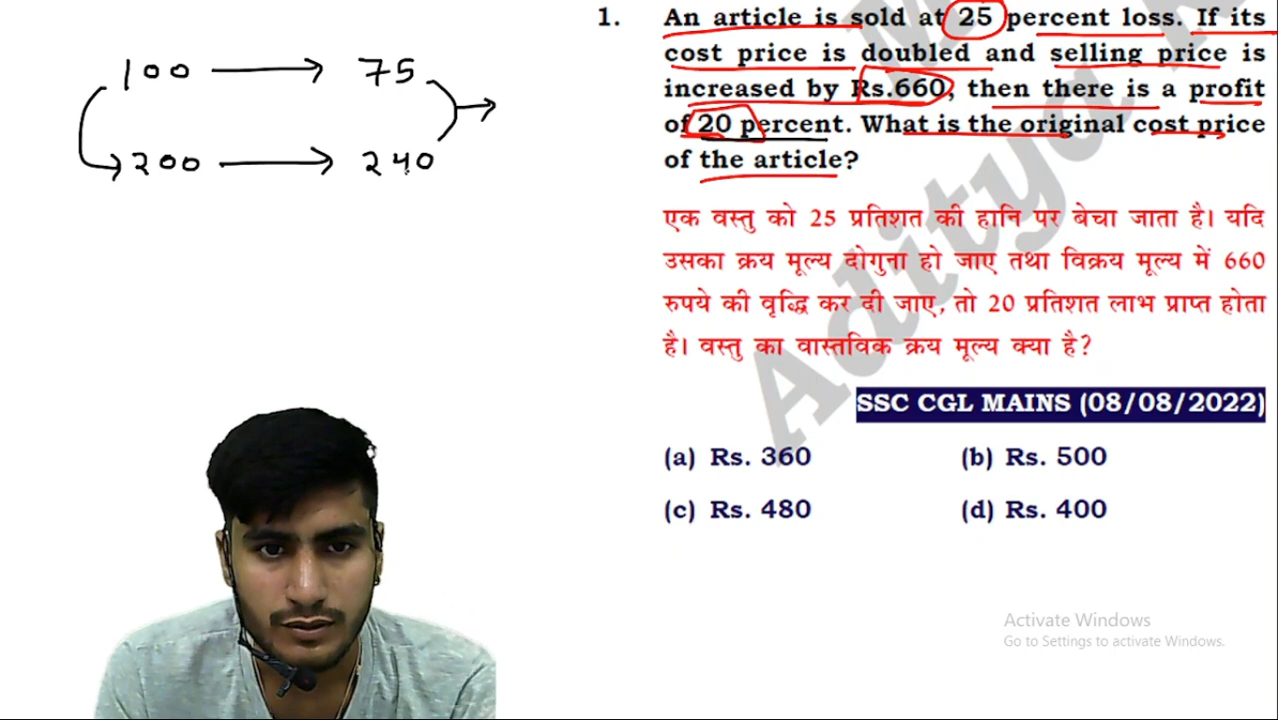 100 → 75
200 → 240
1. An article is sold at 25 percent loss. If its
cost price is doubled and selling price is
increased by Rs.660, then there is a profit
of 20 percent. What is the original cost price
of the article?
एक वस्तु को 25 प्रतिशत की हानि पर बेचा जाता है। यदि
उसका क्रय मूल्य दोगुना हो जाए तथा विक्रय मूल्य में 660
रुपये की वृद्धि कर दी जाए, तो 20 प्रतिशत लाभ प्राप्त होता
है। वस्तु का वास्तविक क्रय मूल्य क्या है?
SSC CGL MAINS (08/08/2022)
(a) Rs. 360 (b) Rs. 500
(c) Rs. 480 (d) Rs. 400
Aditya
Activate Windows
Go to Settings to activate Windows.